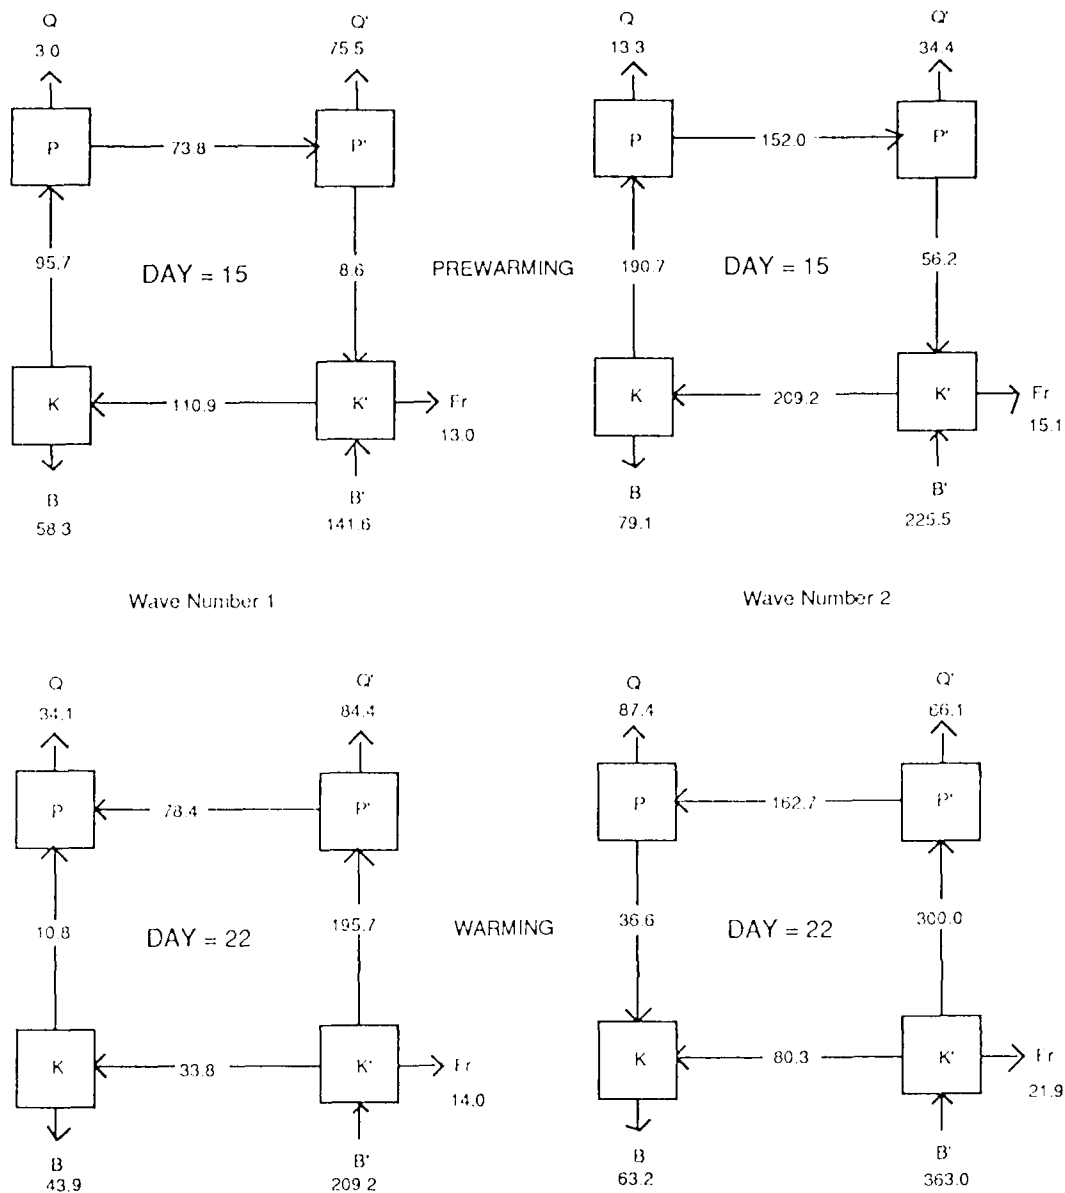 Q Q' Q Q'
3.0 75.5 13.3 34.4
P P' P P'
73.8 152.0
95.7 DAY = 15 8.6 PREWARMING 190.7 DAY = 15 56.2
K K' Fr K K' Fr
110.9 209.2
13.0 15.1
B B' B B'
58.3 141.6 79.1 225.5
Wave Number 1 Wave Number 2
Q Q' Q Q'
34.1 84.4 87.4 66.1
P P' P P'
78.4 162.7
10.8 DAY = 22 195.7 WARMING 36.6 DAY = 22 300.0
K K' Fr K K' Fr
33.8 80.3
14.0 21.9
B B' B B'
43.9 209.2 63.2 363.0